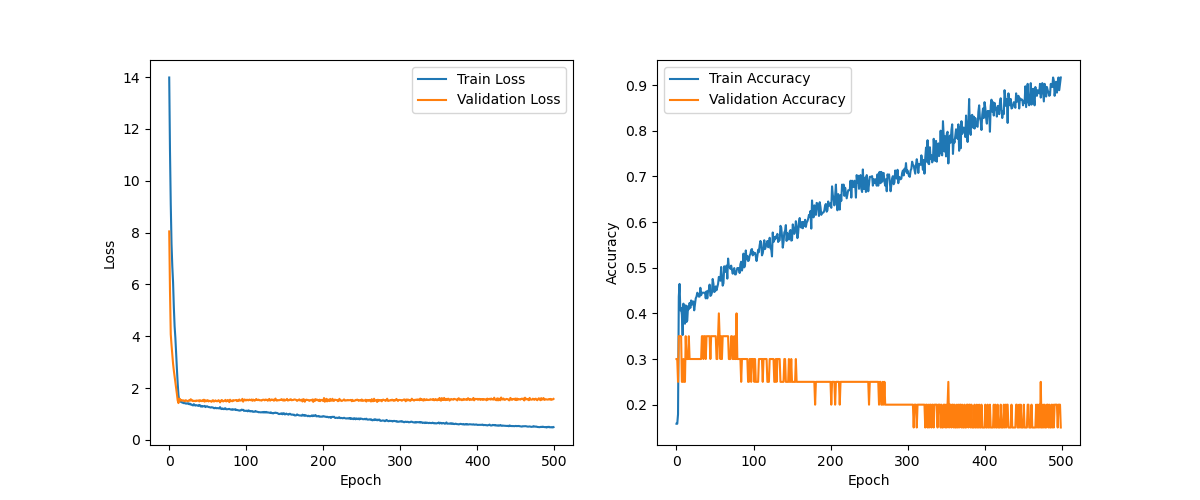 14
12
10
8
6
4
2
0
Loss
0 100 200 300 400 500
Epoch
Train Loss
Validation Loss
0.9
0.8
0.7
0.6
0.5
0.4
0.3
0.2
Accuracy
0 100 200 300 400 500
Epoch
Train Accuracy
Validation Accuracy